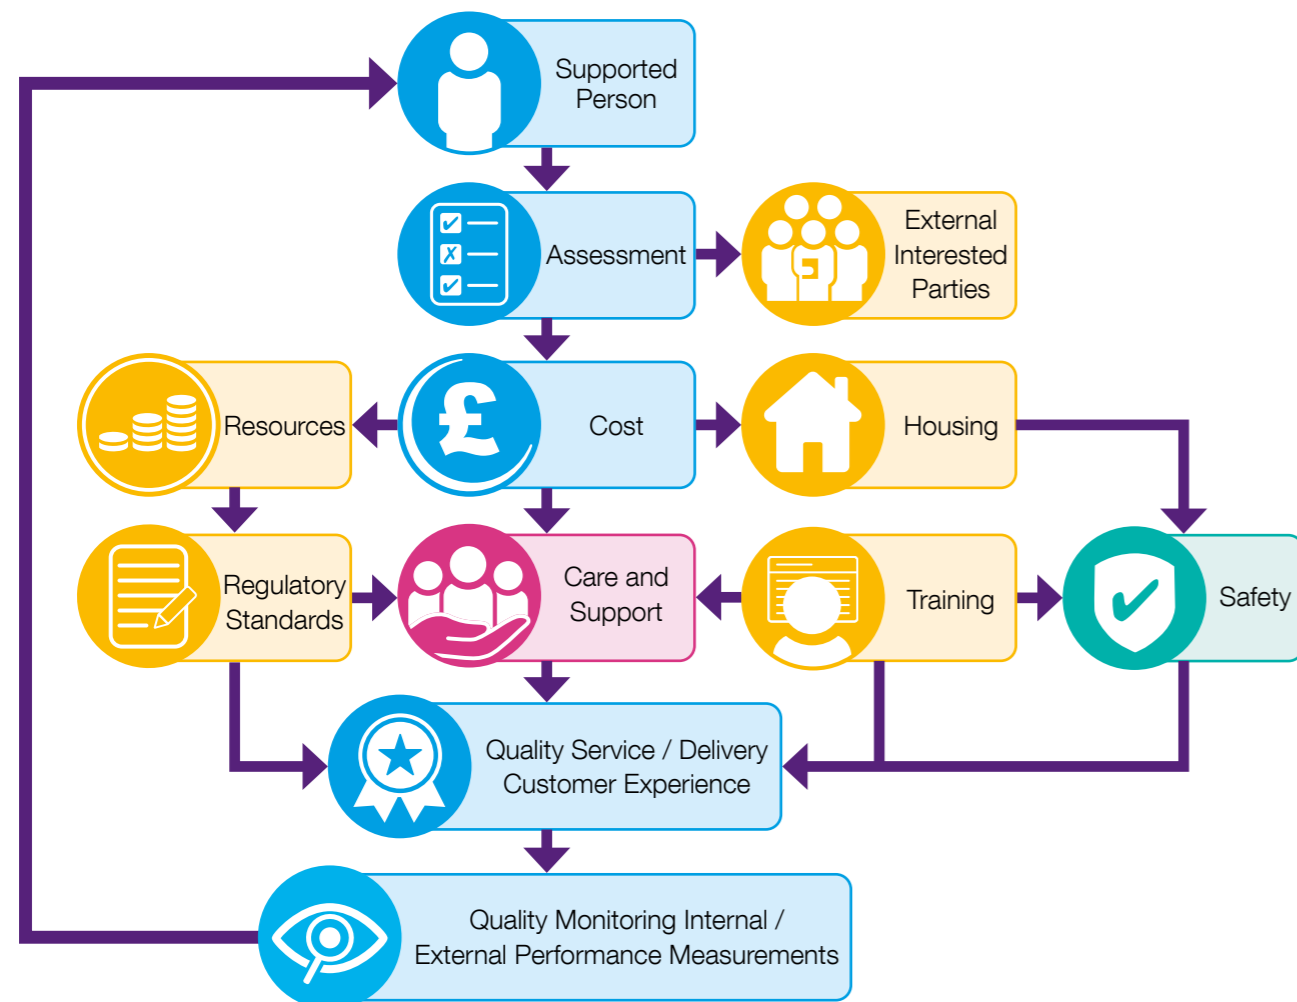 Supported
Person
Assessment
External
Interested
Parties
Resources
£
Cost
Housing
Regulatory
Standards
Care and
Support
Training
Safety
Quality Service / Delivery
Customer Experience
Quality Monitoring Internal /
External Performance Measurements